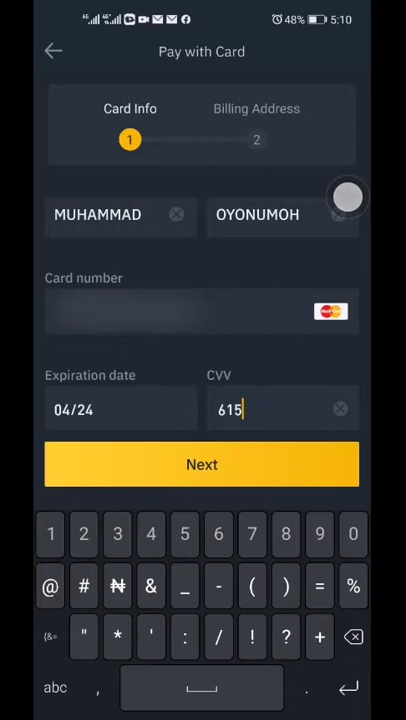 48% 5:10
Pay with Card
Card Info Billing Address
1 2
MUHAMMAD OYONUMOH
Card number
Expiration date CVV
04/24 615
Next
1 2 3 4 5 6 7 8 9 0
@ # ₦ & _ - ( ) = %
{&= " * ' : / ! ? +
abc , .